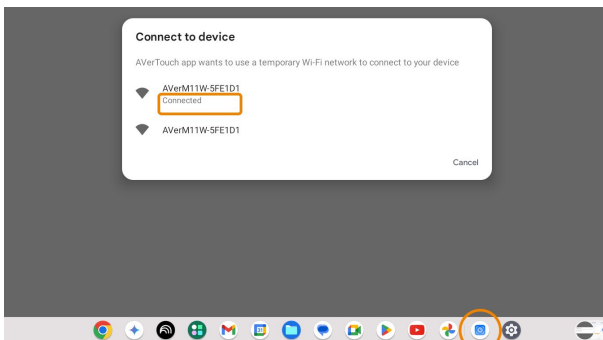 Connect to device
AVerTouch app wants to use a temporary Wi-Fi network to connect to your device
AVerM11W-5FE1D1
Connected
AVerM11W-5FE1D1
Cancel